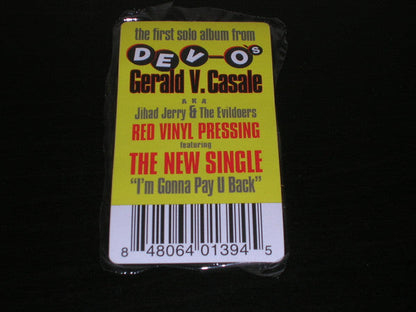 the first solo album from
DEV-O's
Gerald V. Casale
AKA
Jihad Jerry & The Evildoers
RED VINYL PRESSING
featuring
THE NEW SINGLE
“I'm Gonna Pay U Back”
8 48064 01394 5